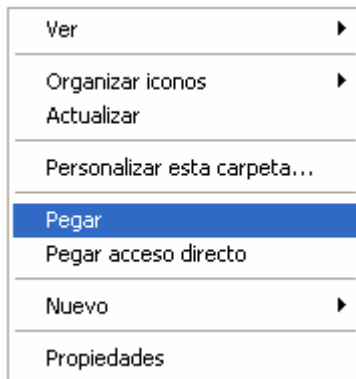 Ver
Organizar iconos
Actualizar
Personalizar esta carpeta...
Pegar
Pegar acceso directo
Nuevo
Propiedades